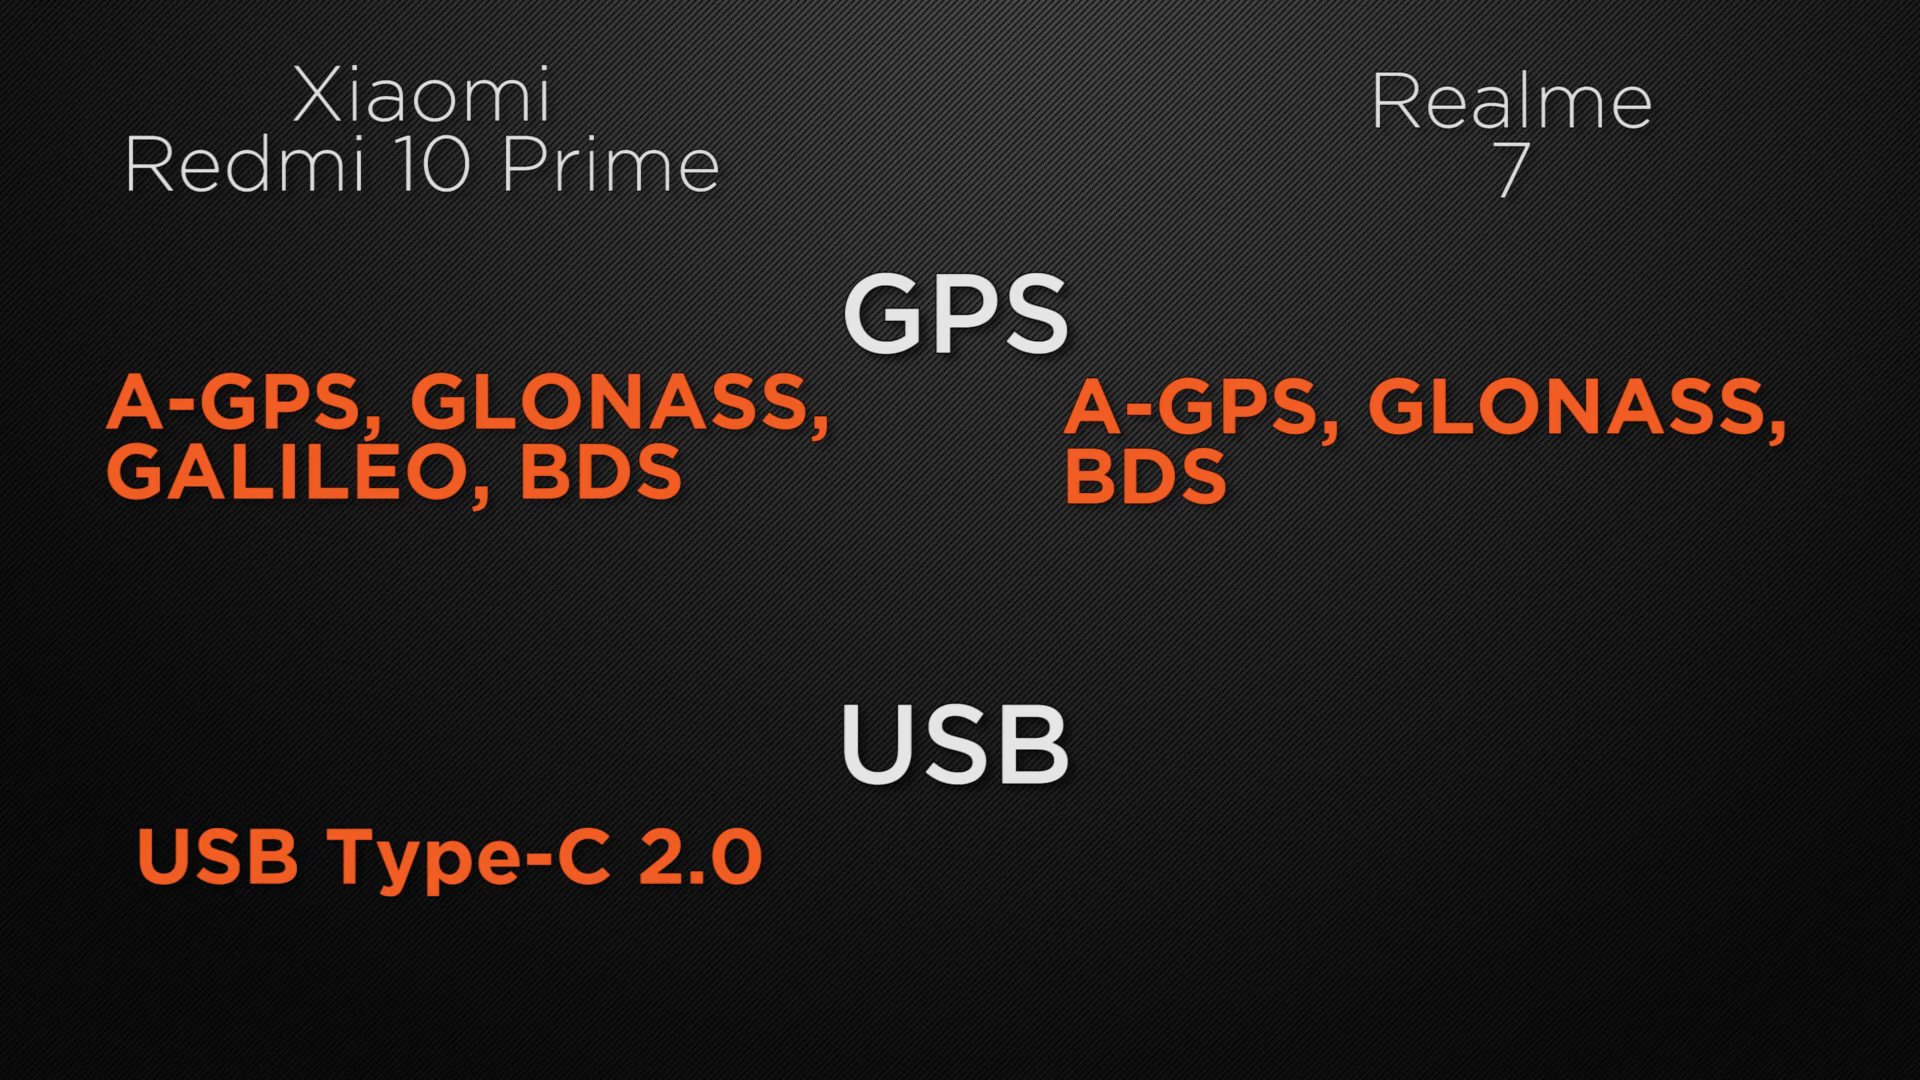 Xiaomi
Redmi 10 Prime
Realme
7
GPS
A-GPS, GLONASS,
GALILEO, BDS
A-GPS, GLONASS,
BDS
USB
USB Type-C 2.0